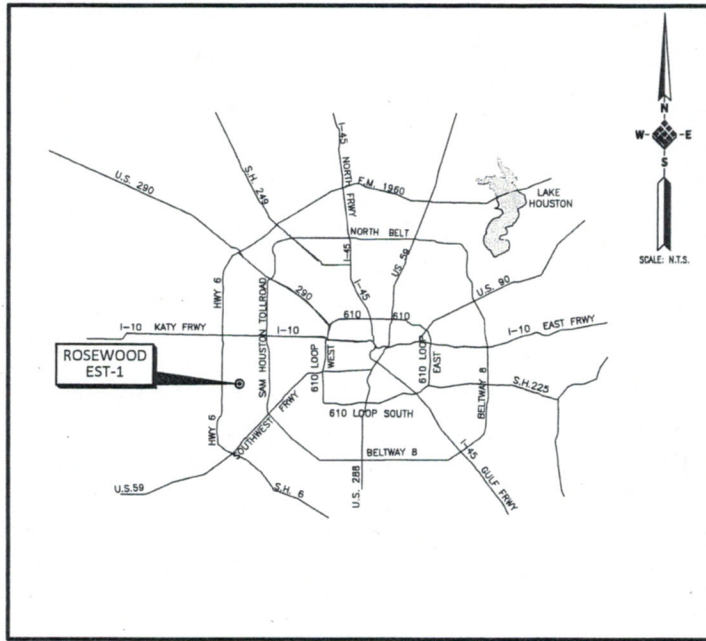 N
W E
S
SCALE: N.T.S.
I-45
NORTH FRWY
I-45
I-45
U.S. 290
S.H. 249
F.M. 1960
LAKE
HOUSTON
NORTH BELT
US 59
U.S. 90
HWY 6
290
SAM HOUSTON TOLLROAD
610 610
I-10 KATY FRWY
I-10
I-10 EAST FRWY
ROSEWOOD
EST-1
610 LOOP
WEST
610 LOOP
EAST
S.H.225
BELTWAY 8
HWY 6
SOUTHWEST FRWY
610 LOOP SOUTH
BELTWAY 8
I-45 GULF FRWY
U.S.59
S.H. 6
U.S. 288